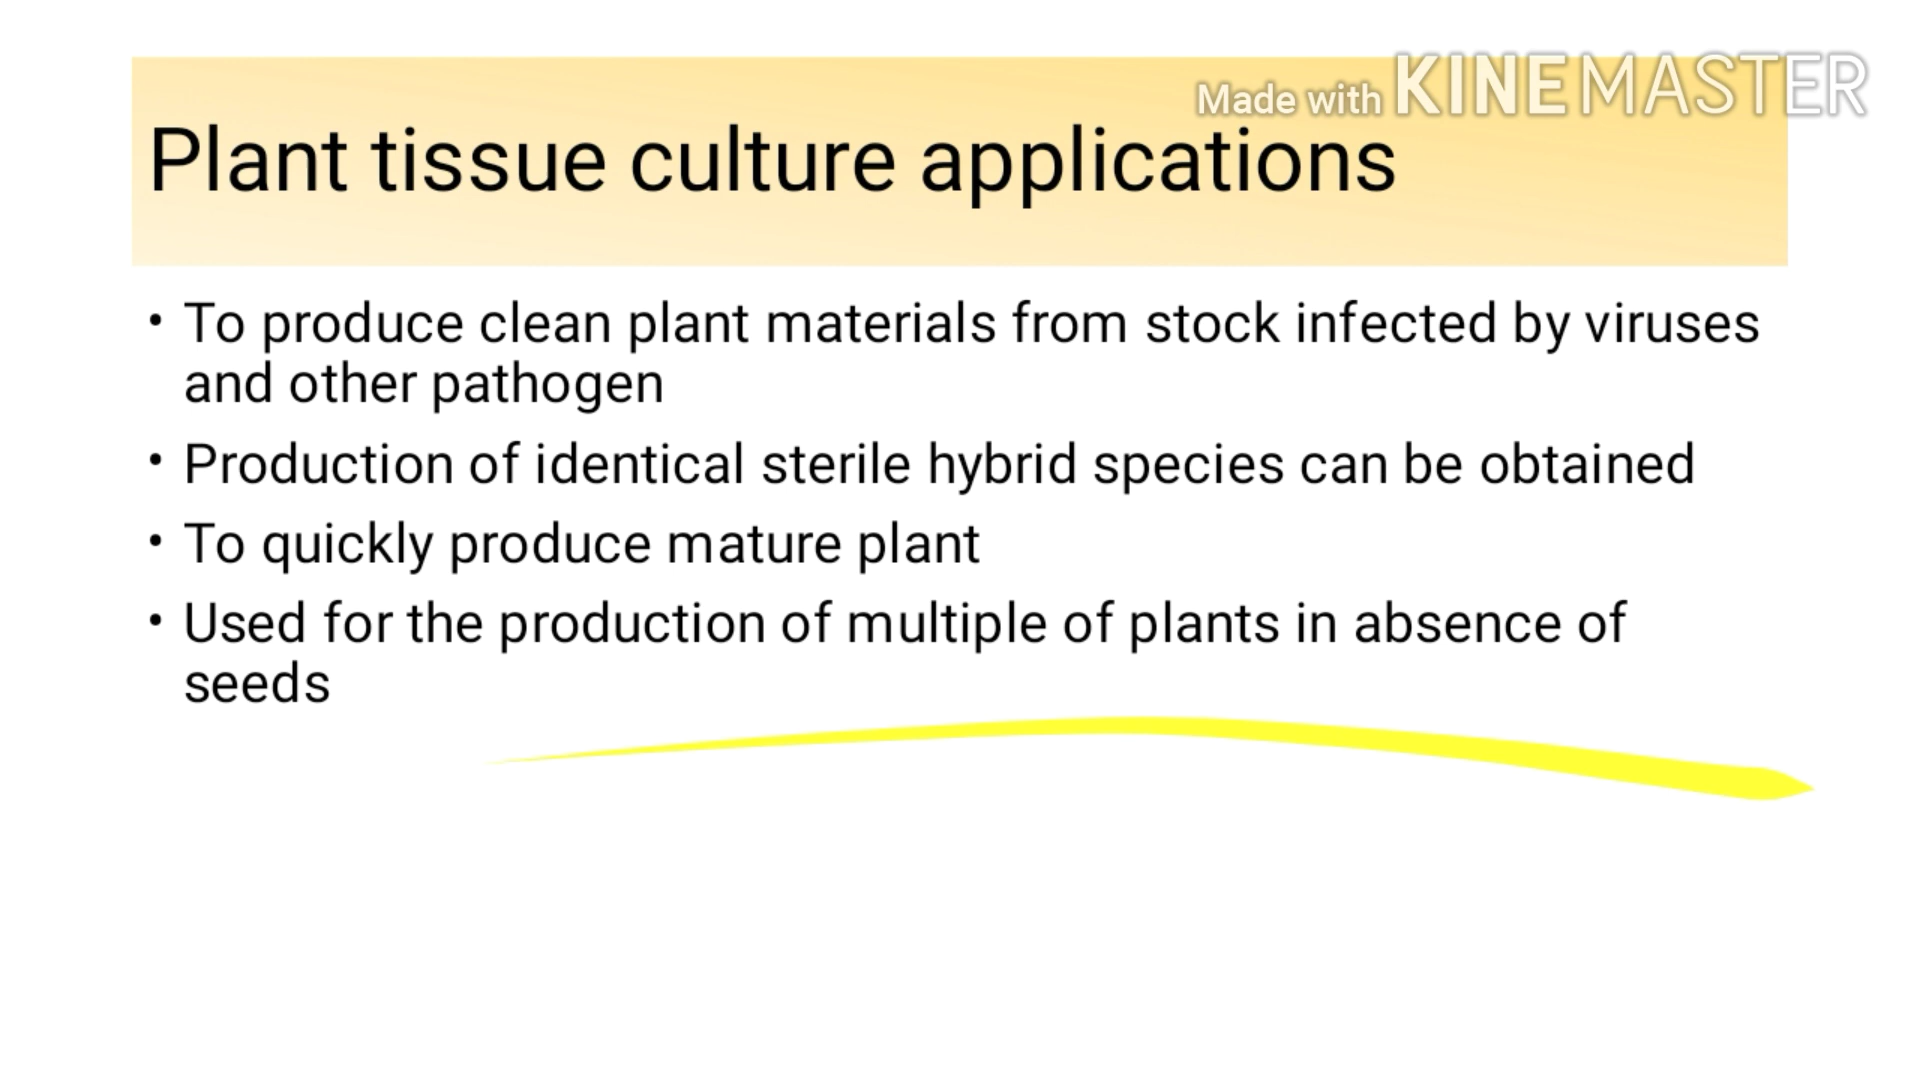 Made with KINEMASTER
Plant tissue culture applications
• To produce clean plant materials from stock infected by viruses
and other pathogen
• Production of identical sterile hybrid species can be obtained
• To quickly produce mature plant
• Used for the production of multiple of plants in absence of
seeds